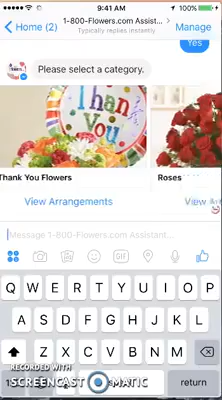 9:41 AM
100%
Home (2)
1-800-Flowers.com Assist...
Typically replies instantly
Manage
Yes
Please select a category.
Thank You
Thank You Flowers
Roses
View Arrangements
Message 1-800-Flowers.com Assistant...
GIF
Q W E R T Y U I O P
A S D F G H J K L
Z X C V B N M
return
RECORDED WITH
SCREENCAST MATIC